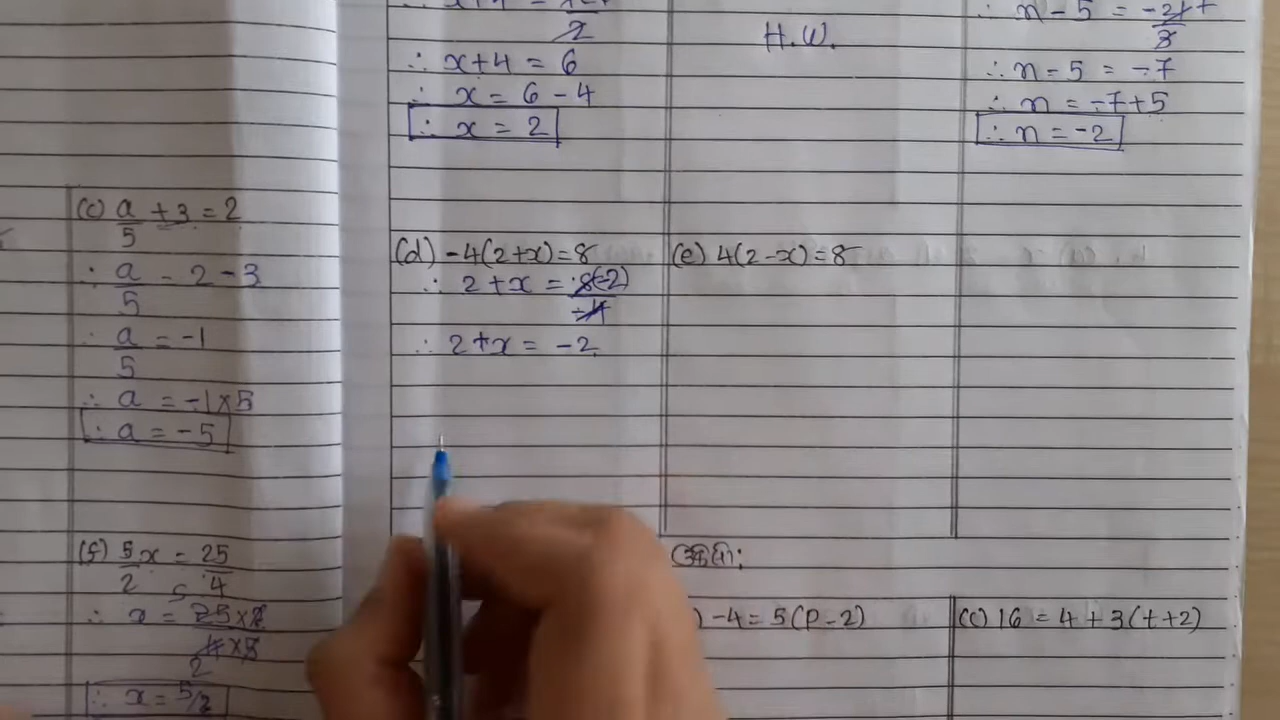 (c) a/5 + 3 = 2
∴ a/5 = 2 - 3
∴ a/5 = -1
∴ a = -1×5
∴ a = -5
(f) 5/2 x = 25/4
∴ x = 25×2 / 4×5
∴ x = 5/2
∴ x+4 = 6
∴ x = 6 - 4
∴ x = 2
(d) -4(2+x)=8
∴ 2+x = 8(-2) / -4
∴ 2+x = -2
H.W.
(e) 4(2-x)=8
∴ n - 5 =
∴ n - 5 = -7
∴ n = -7+5
∴ n = -2
) -4 = 5(P-2)
(c) 16 = 4 + 3(t+2)